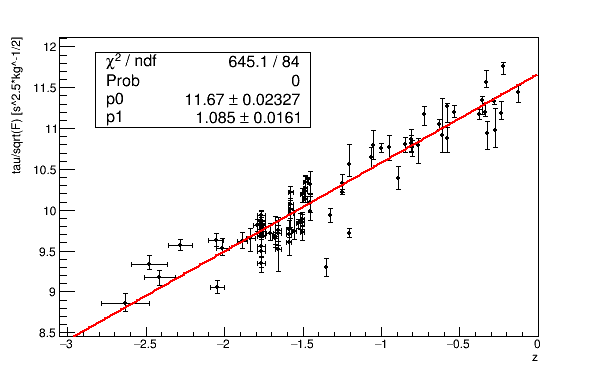 tau/sqrt(F) [s^2.5*kg^-1/2]
χ² / ndf 645.1 / 84
Prob 0
p0 11.67 ± 0.02327
p1 1.085 ± 0.0161
12
11.5
11
10.5
10
9.5
9
8.5
−3 −2.5 −2 −1.5 −1 −0.5 0
z